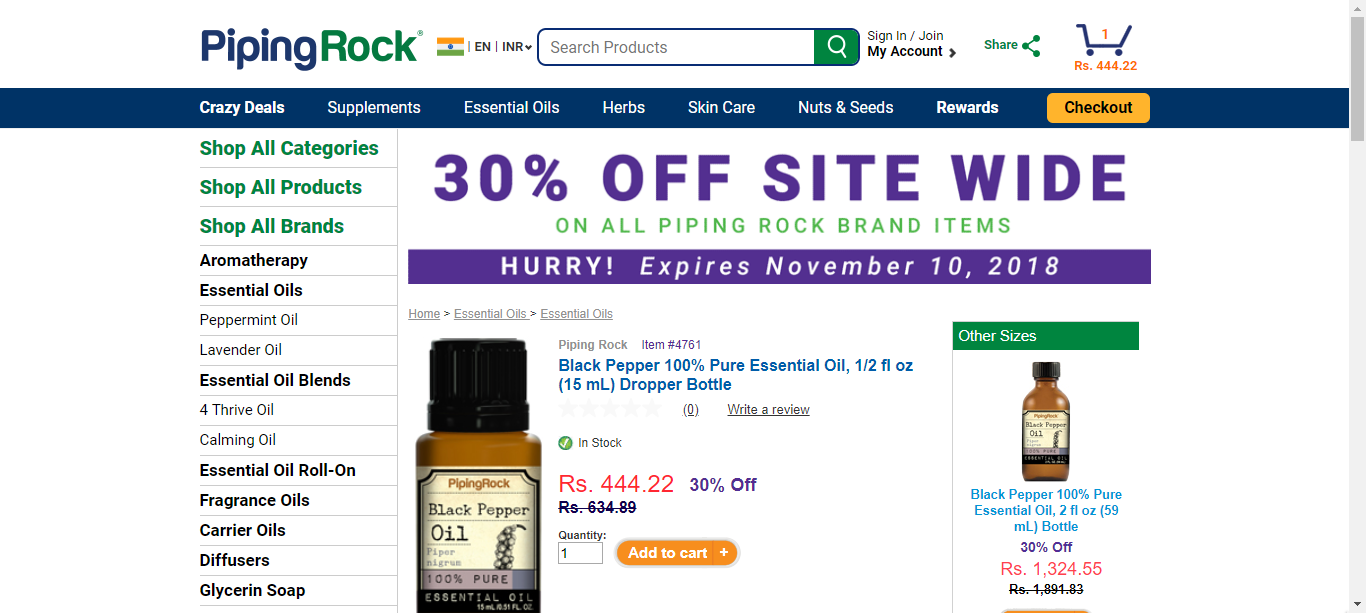 PipingRock®
| EN | INR
Search Products
Sign In / Join
My Account
Share
1
Rs. 444.22
Crazy Deals
Supplements
Essential Oils
Herbs
Skin Care
Nuts & Seeds
Rewards
Checkout
Shop All Categories
Shop All Products
Shop All Brands
Aromatherapy
Essential Oils
Peppermint Oil
Lavender Oil
Essential Oil Blends
4 Thrive Oil
Calming Oil
Essential Oil Roll-On
Fragrance Oils
Carrier Oils
Diffusers
Glycerin Soap
30% OFF SITE WIDE
ON ALL PIPING ROCK BRAND ITEMS
HURRY! Expires November 10, 2018
Home > Essential Oils > Essential Oils
PipingRock
Black Pepper
Oil
Piper
nigrum
100% PURE
ESSENTIAL OIL
15 mL/0.51 FL. OZ.
Piping Rock Item #4761
Black Pepper 100% Pure Essential Oil, 1/2 fl oz
(15 mL) Dropper Bottle
(0) Write a review
In Stock
Rs. 444.22 30% Off
Rs. 634.89
Quantity:
1
Add to cart +
Other Sizes
PipingRock
Black Pepper
Oil
Piper
nigrum
100% PURE
ESSENTIAL OIL
Black Pepper 100% Pure
Essential Oil, 2 fl oz (59
mL) Bottle
30% Off
Rs. 1,324.55
Rs. 1,891.83